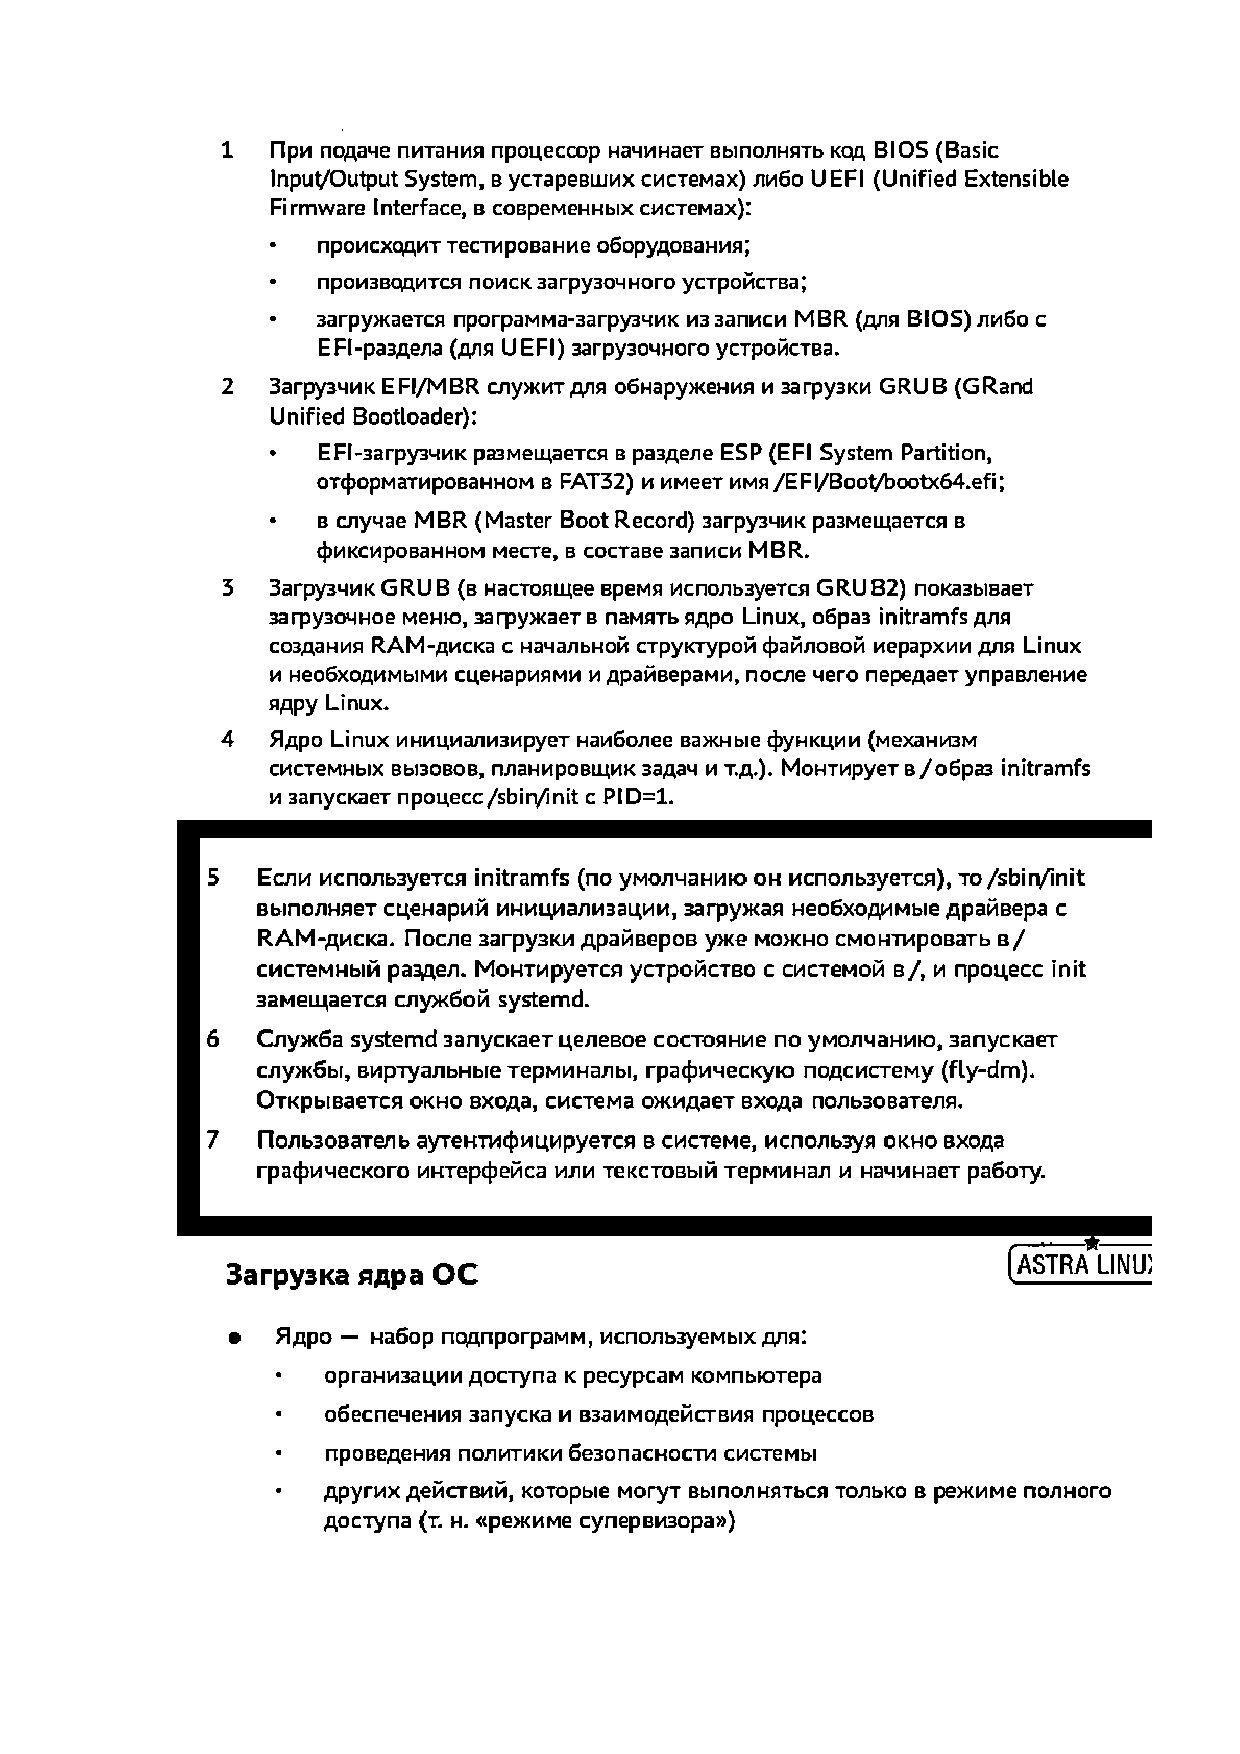 1 При подаче питания процессор начинает выполнять код BIOS (Basic
Input/Output System, в устаревших системах) либо UEFI (Unified Extensible
Firmware Interface, в современных системах):
• происходит тестирование оборудования;
• производится поиск загрузочного устройства;
• загружается программа-загрузчик из записи MBR (для BIOS) либо с
EFI-раздела (для UEFI) загрузочного устройства.
2 Загрузчик EFI/MBR служит для обнаружения и загрузки GRUB (GRand
Unified Bootloader):
• EFI-загрузчик размещается в разделе ESP (EFI System Partition,
отформатированном в FAT32) и имеет имя /EFI/Boot/bootx64.efi;
• в случае MBR (Master Boot Record) загрузчик размещается в
фиксированном месте, в составе записи MBR.
3 Загрузчик GRUB (в настоящее время используется GRUB2) показывает
загрузочное меню, загружает в память ядро Linux, образ initramfs для
создания RAM-диска с начальной структурой файловой иерархии для Linux
и необходимыми сценариями и драйверами, после чего передает управление
ядру Linux.
4 Ядро Linux инициализирует наиболее важные функции (механизм
системных вызовов, планировщик задач и т.д.). Монтирует в / образ initramfs
и запускает процесс /sbin/init с PID=1.
5 Если используется initramfs (по умолчанию он используется), то /sbin/init
выполняет сценарий инициализации, загружая необходимые драйвера с
RAM-диска. После загрузки драйверов уже можно смонтировать в /
системный раздел. Монтируется устройство с системой в /, и процесс init
замещается службой systemd.
6 Служба systemd запускает целевое состояние по умолчанию, запускает
службы, виртуальные терминалы, графическую подсистему (fly-dm).
Открывается окно входа, система ожидает входа пользователя.
7 Пользователь аутентифицируется в системе, используя окно входа
графического интерфейса или текстовый терминал и начинает работу.
ASTRA LINUX
Загрузка ядра ОС
● Ядро — набор подпрограмм, используемых для:
• организации доступа к ресурсам компьютера
• обеспечения запуска и взаимодействия процессов
• проведения политики безопасности системы
• других действий, которые могут выполняться только в режиме полного
доступа (т. н. «режиме супервизора»)